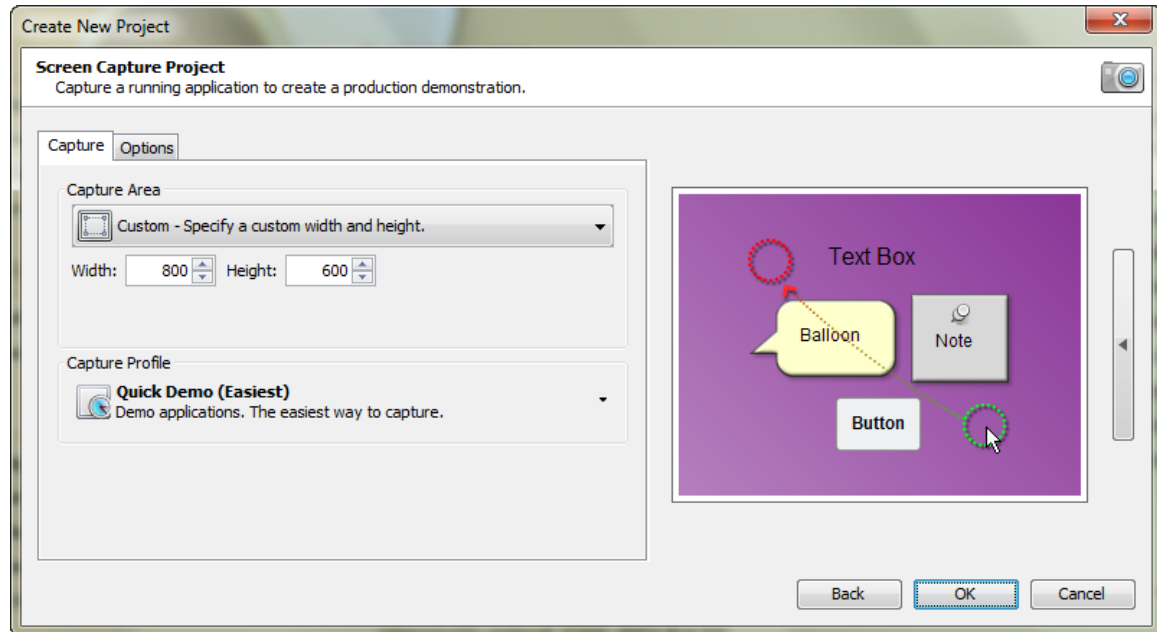 Create New Project
Screen Capture Project
Capture a running application to create a production demonstration.
Capture Options
Capture Area
Custom - Specify a custom width and height.
Width: 800 Height: 600
Capture Profile
Quick Demo (Easiest)
Demo applications. The easiest way to capture.
Text Box
Balloon
Note
Button
Back OK Cancel